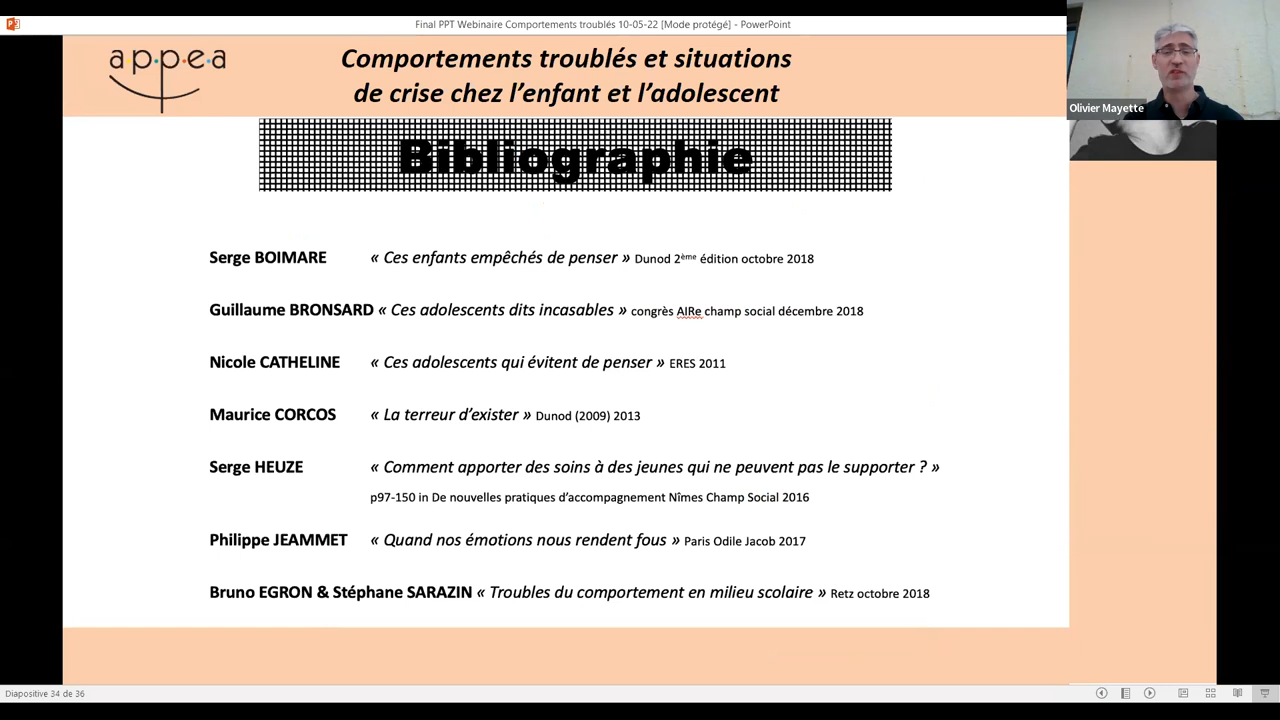 Final PPT Webinaire Comportements troublés 10-05-22 [Mode protégé] - PowerPoint
appea
Comportements troublés et situations
de crise chez l'enfant et l'adolescent
Olivier Mayette
Bibliographie
Serge BOIMARE « Ces enfants empêchés de penser » Dunod 2ème édition octobre 2018
Guillaume BRONSARD « Ces adolescents dits incasables » congrès AIRe champ social décembre 2018
Nicole CATHELINE « Ces adolescents qui évitent de penser » ERES 2011
Maurice CORCOS « La terreur d'exister » Dunod (2009) 2013
Serge HEUZE « Comment apporter des soins à des jeunes qui ne peuvent pas le supporter ? »
p97-150 in De nouvelles pratiques d'accompagnement Nîmes Champ Social 2016
Philippe JEAMMET « Quand nos émotions nous rendent fous » Paris Odile Jacob 2017
Bruno EGRON & Stéphane SARAZIN « Troubles du comportement en milieu scolaire » Retz octobre 2018
Diapositive 34 de 36